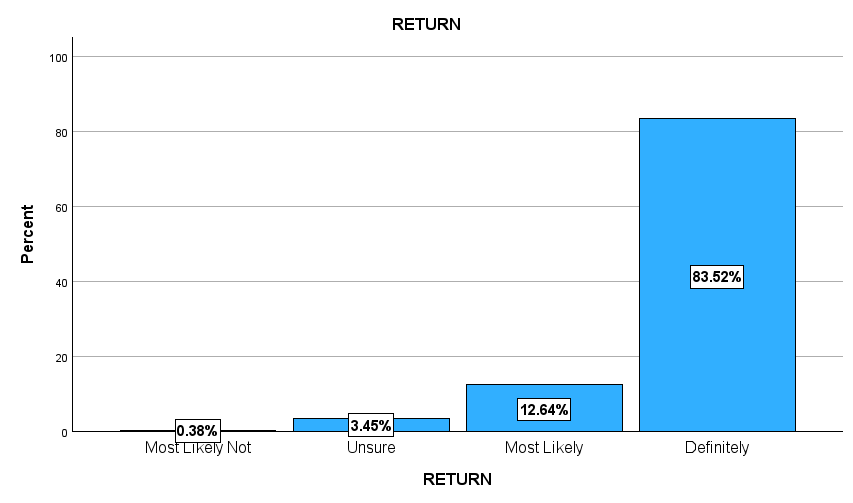 RETURN
100
80
60
40
20
0
Percent
0.38%
3.45%
12.64%
83.52%
Most Likely Not
Unsure
Most Likely
Definitely
RETURN